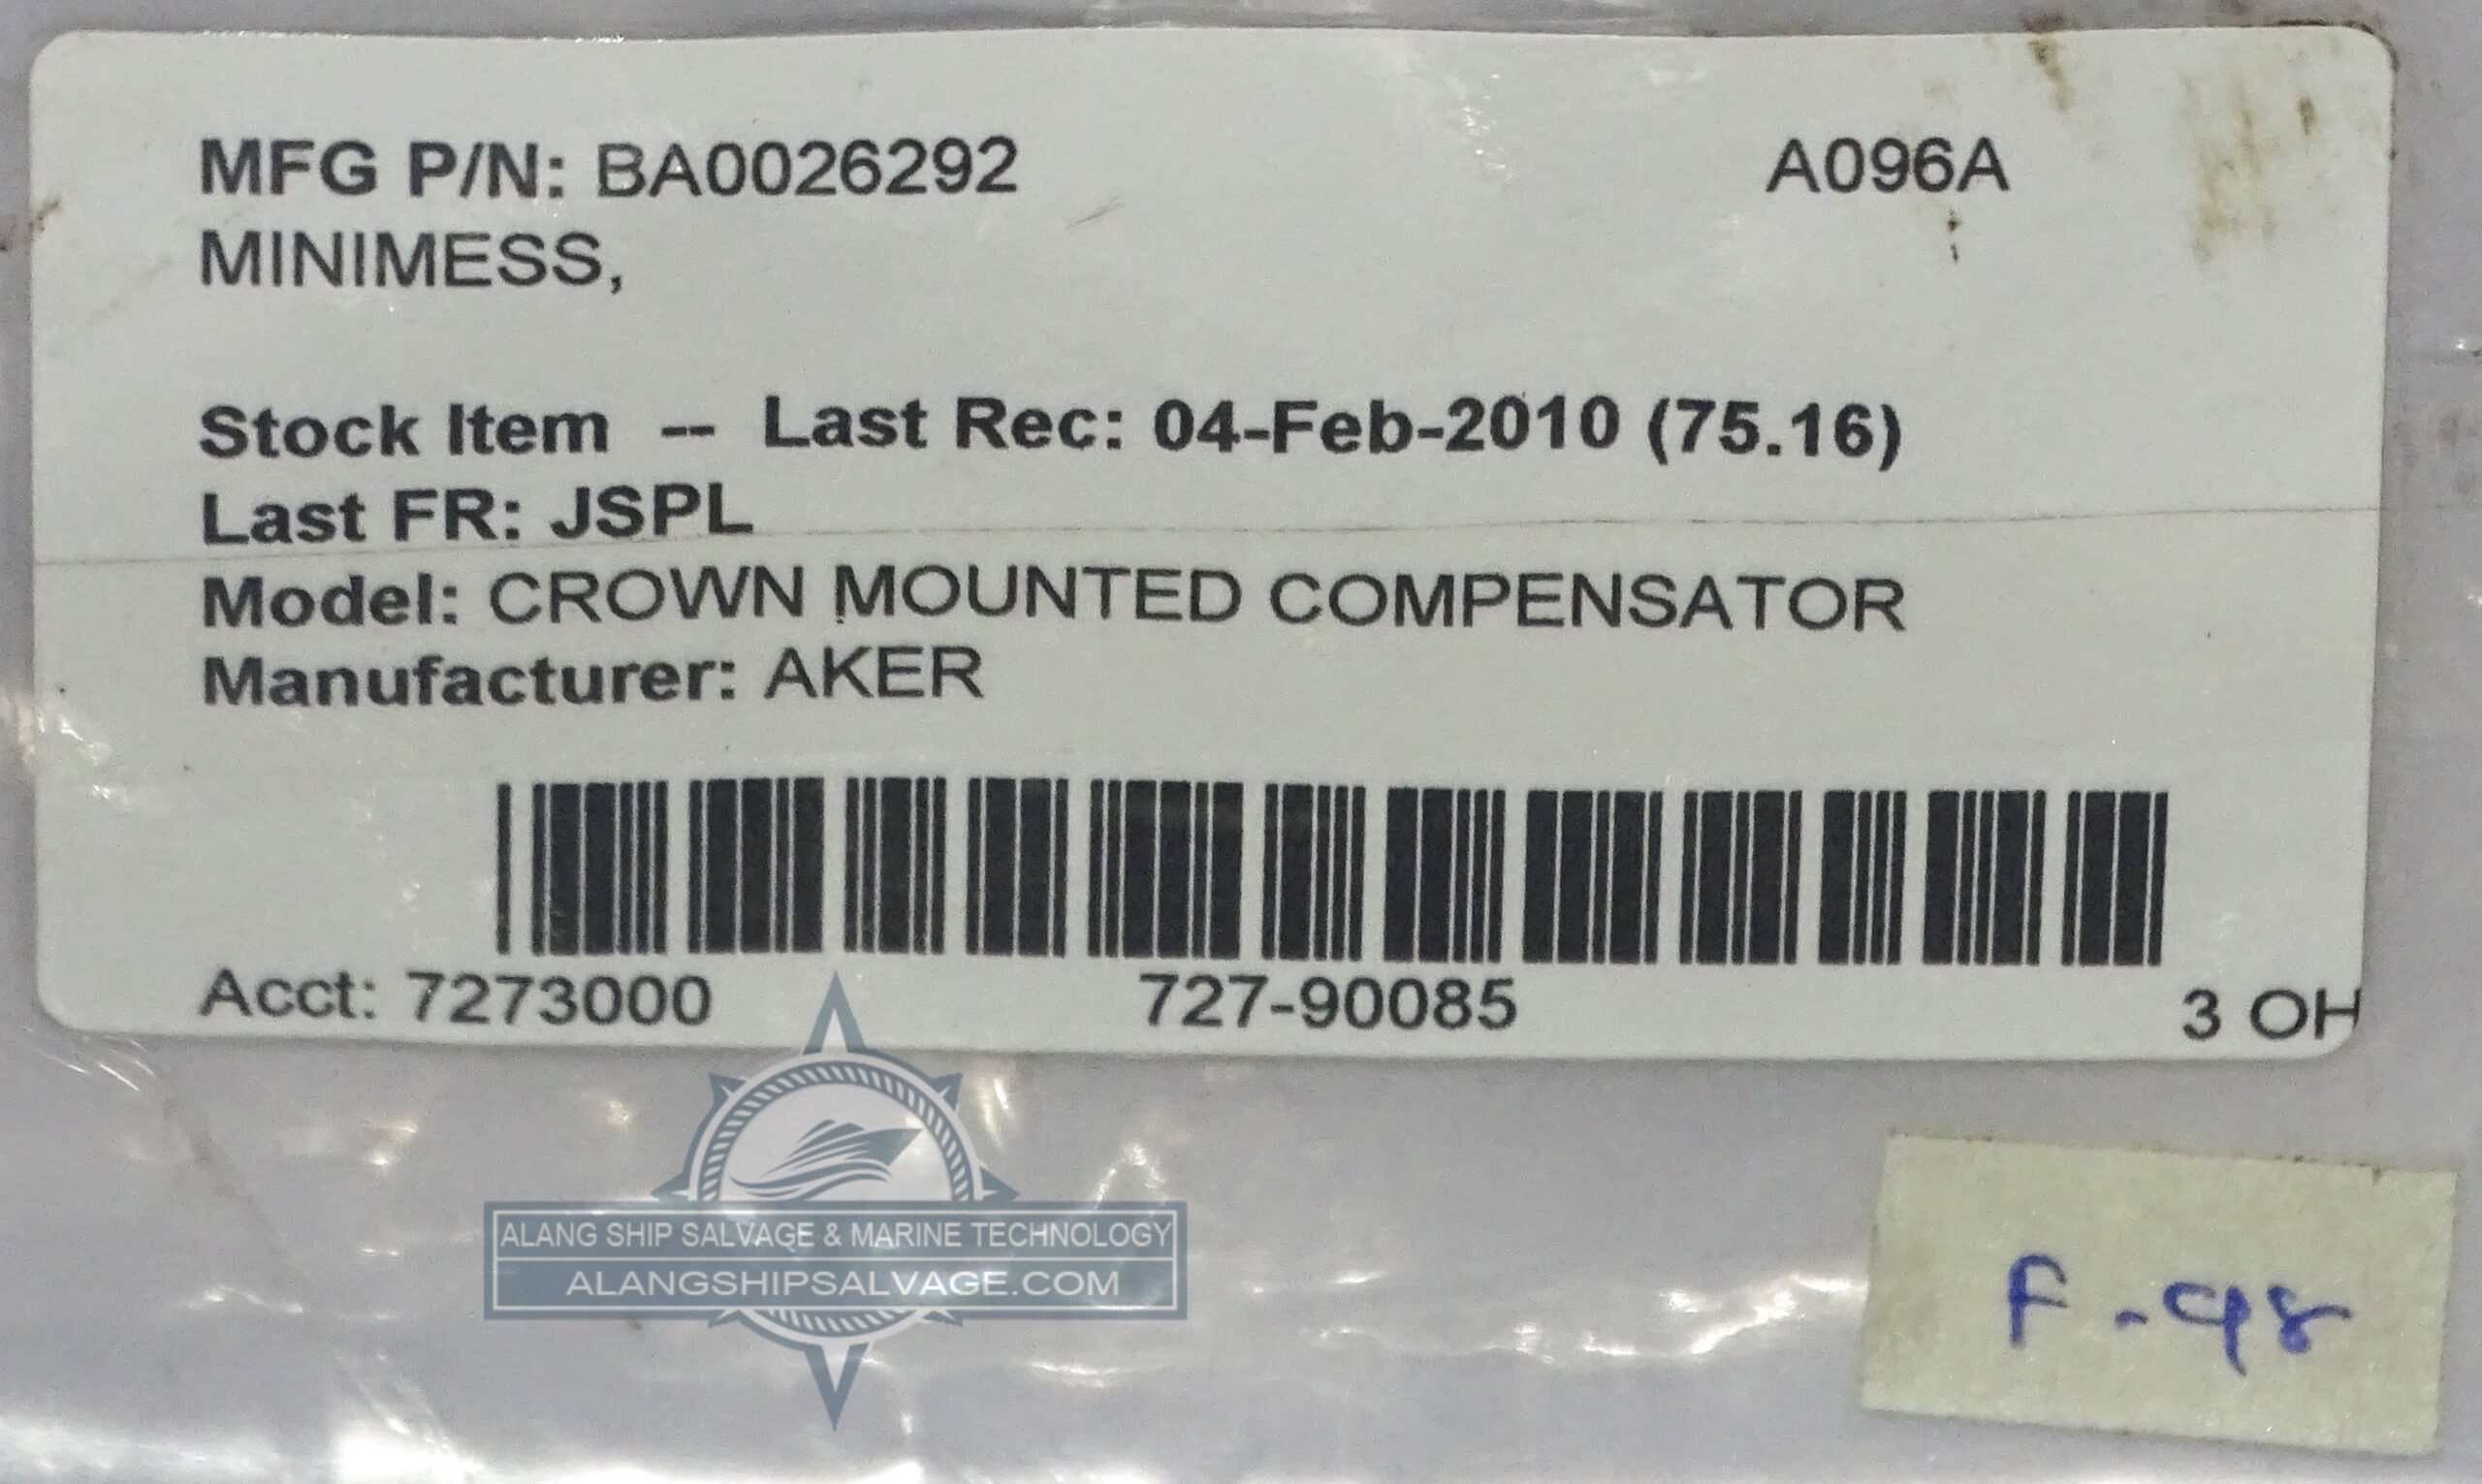 MFG P/N: BA0026292 A096A
MINIMESS,
Stock Item -- Last Rec: 04-Feb-2010 (75.16)
Last FR: JSPL
Model: CROWN MOUNTED COMPENSATOR
Manufacturer: AKER
Acct: 7273000 727-90085 3 OH
ALANG SHIP SALVAGE & MARINE TECHNOLOGY
ALANGSHIPSALVAGE.COM
F-98